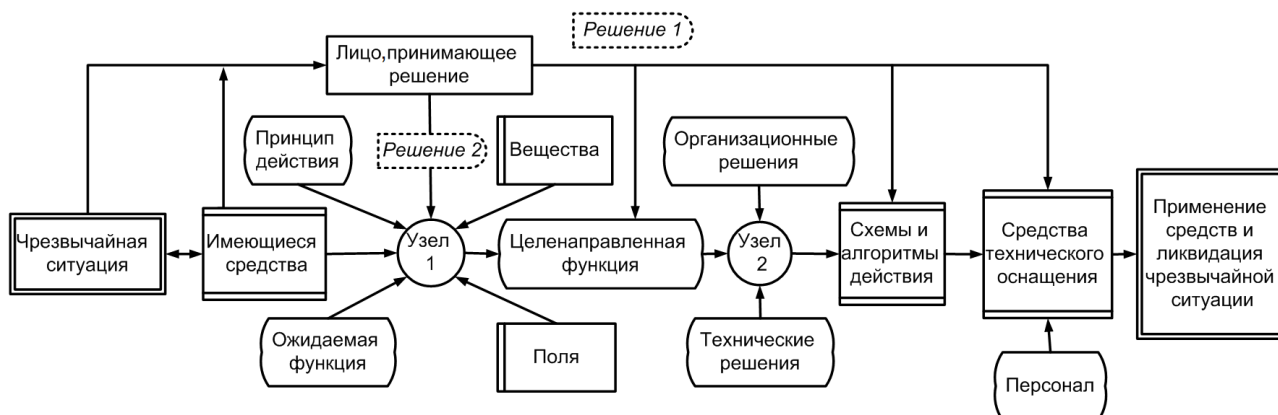 Решение 1
Лицо,принимающее
решение
Принцип
действия
Решение 2
Вещества
Организационные
решения
Чрезвычайная
ситуация
Имеющиеся
средства
Узел
1
Целенаправленная
функция
Узел
2
Схемы и
алгоритмы
действия
Средства
технического
оснащения
Применение
средств и
ликвидация
чрезвычайной
ситуации
Ожидаемая
функция
Поля
Технические
решения
Персонал